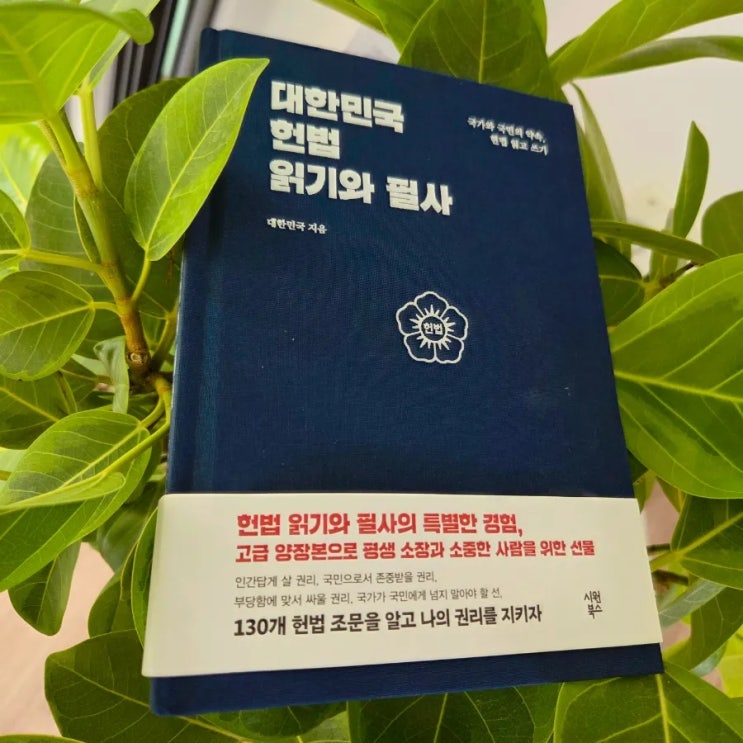 대한민국
헌법
읽기와 필사
국가와 국민의 약속,
헌법 읽고 쓰기
대한민국 지음
헌법
헌법 읽기와 필사의 특별한 경험,
고급 양장본으로 평생 소장과 소중한 사람을 위한 선물
인간답게 살 권리, 국민으로서 존중받을 권리,
부당함에 맞서 싸울 권리, 국가가 국민에게 넘지 말아야 할 선,
130개 헌법 조문을 알고 나의 권리를 지키자
시원
북스